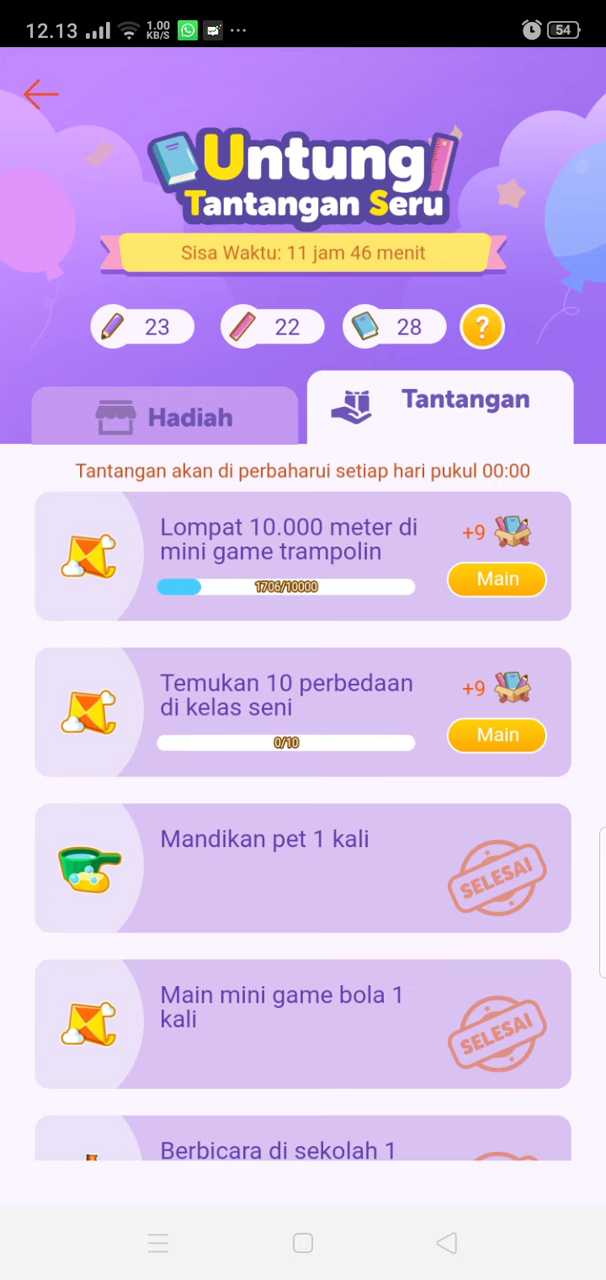 12.13
1.00
KB/S
54
Untung
Tantangan Seru
Sisa Waktu: 11 jam 46 menit
23
22
28
?
Hadiah
Tantangan
Tantangan akan di perbaharui setiap hari pukul 00:00
Lompat 10.000 meter di
mini game trampolin
1706/10000
+9
Main
Temukan 10 perbedaan
di kelas seni
0/10
+9
Main
Mandikan pet 1 kali
SELESAI
Main mini game bola 1
kali
SELESAI
Berbicara di sekolah 1